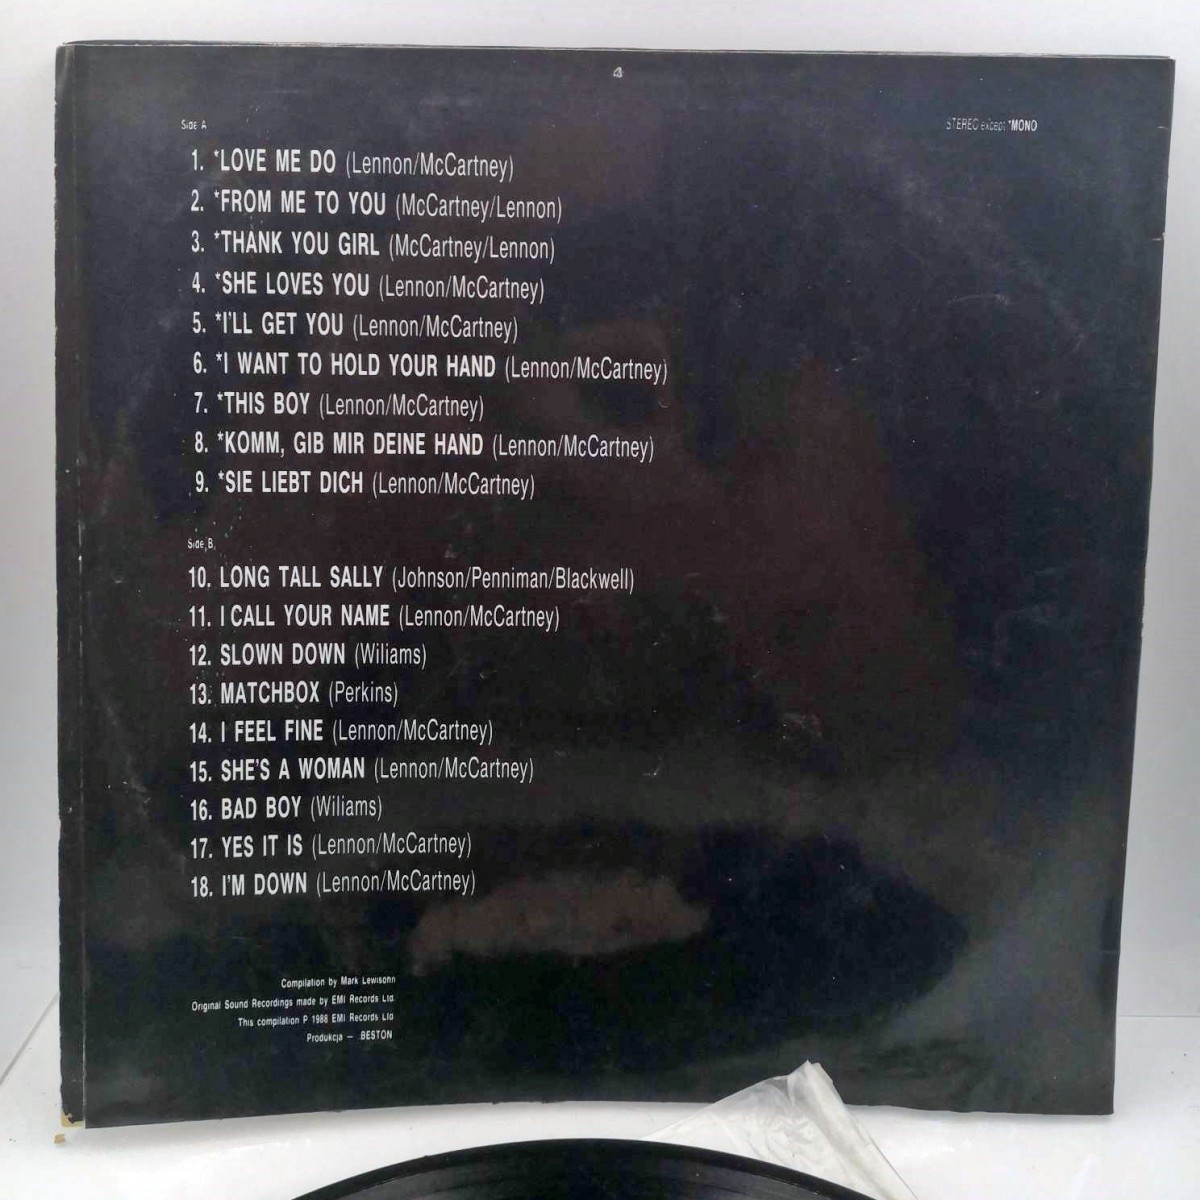 4
Side A
STEREO except *MONO
1. *LOVE ME DO (Lennon/McCartney)
2. *FROM ME TO YOU (McCartney/Lennon)
3. *THANK YOU GIRL (McCartney/Lennon)
4. *SHE LOVES YOU (Lennon/McCartney)
5. *I'LL GET YOU (Lennon/McCartney)
6. *I WANT TO HOLD YOUR HAND (Lennon/McCartney)
7. *THIS BOY (Lennon/McCartney)
8. *KOMM, GIB MIR DEINE HAND (Lennon/McCartney)
9. *SIE LIEBT DICH (Lennon/McCartney)
Side B
10. LONG TALL SALLY (Johnson/Penniman/Blackwell)
11. I CALL YOUR NAME (Lennon/McCartney)
12. SLOWN DOWN (Wiliams)
13. MATCHBOX (Perkins)
14. I FEEL FINE (Lennon/McCartney)
15. SHE'S A WOMAN (Lennon/McCartney)
16. BAD BOY (Wiliams)
17. YES IT IS (Lennon/McCartney)
18. I'M DOWN (Lennon/McCartney)
Compilation by Mark Lewisohn
Original Sound Recordings made by EMI Records Ltd.
This compilation P 1988 EMI Records Ltd
Produkcja – BESTON